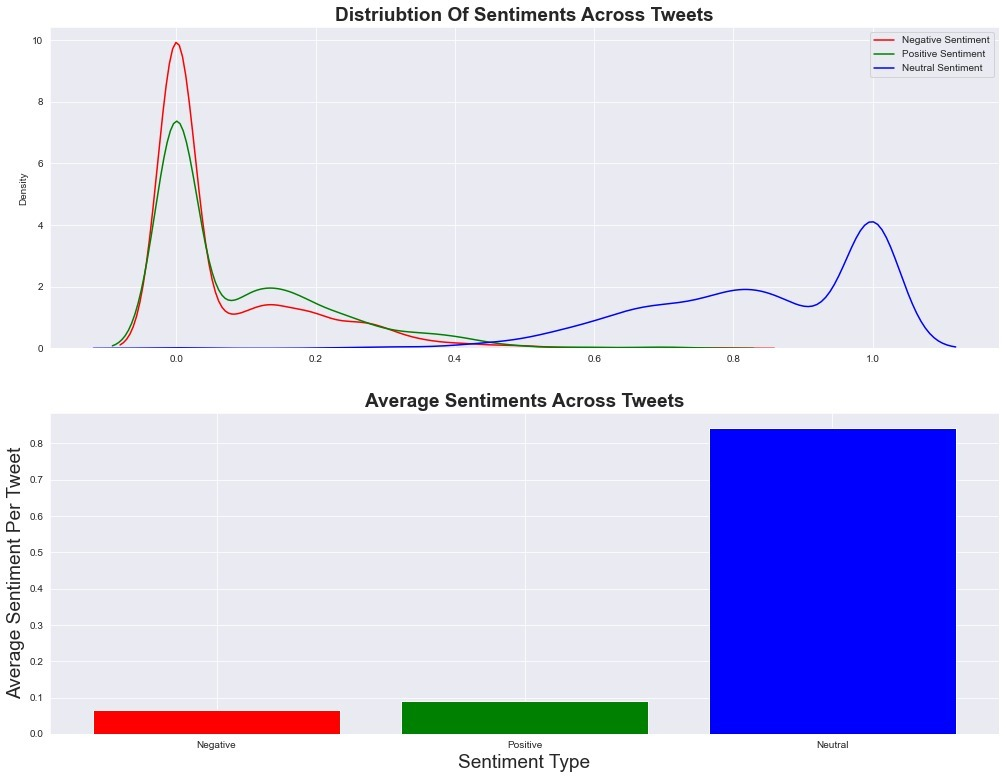 Distriubtion Of Sentiments Across Tweets
Negative Sentiment
Positive Sentiment
Neutral Sentiment
Density
10
8
6
4
2
0
0.0 0.2 0.4 0.6 0.8 1.0
Average Sentiments Across Tweets
Average Sentiment Per Tweet
0.8
0.7
0.6
0.5
0.4
0.3
0.2
0.1
0.0
Negative Positive Neutral
Sentiment Type